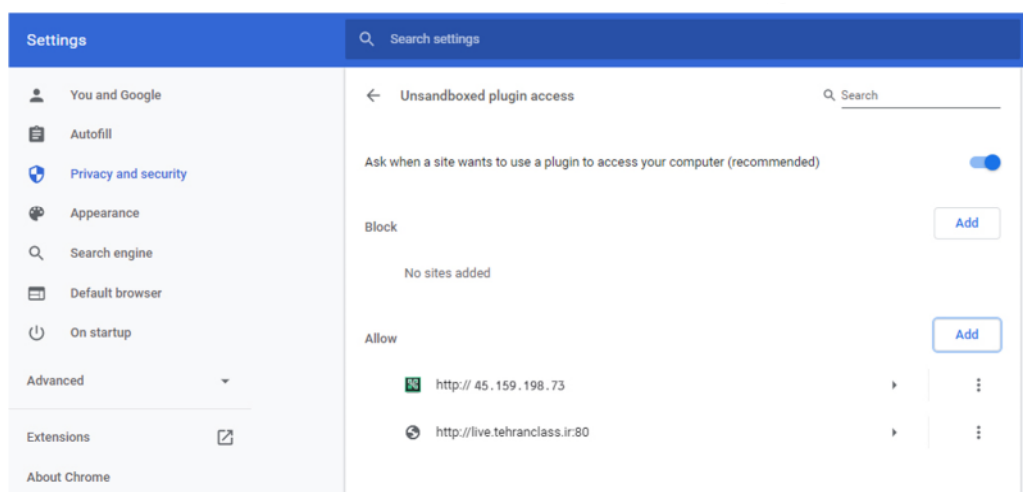 Settings
Search settings
You and Google
Autofill
Privacy and security
Appearance
Search engine
Default browser
On startup
Advanced
Extensions
About Chrome
Unsandboxed plugin access
Search
Ask when a site wants to use a plugin to access your computer (recommended)
Block
Add
No sites added
Allow
Add
http:// 45.159.198.73
http://live.tehranclass.ir:80